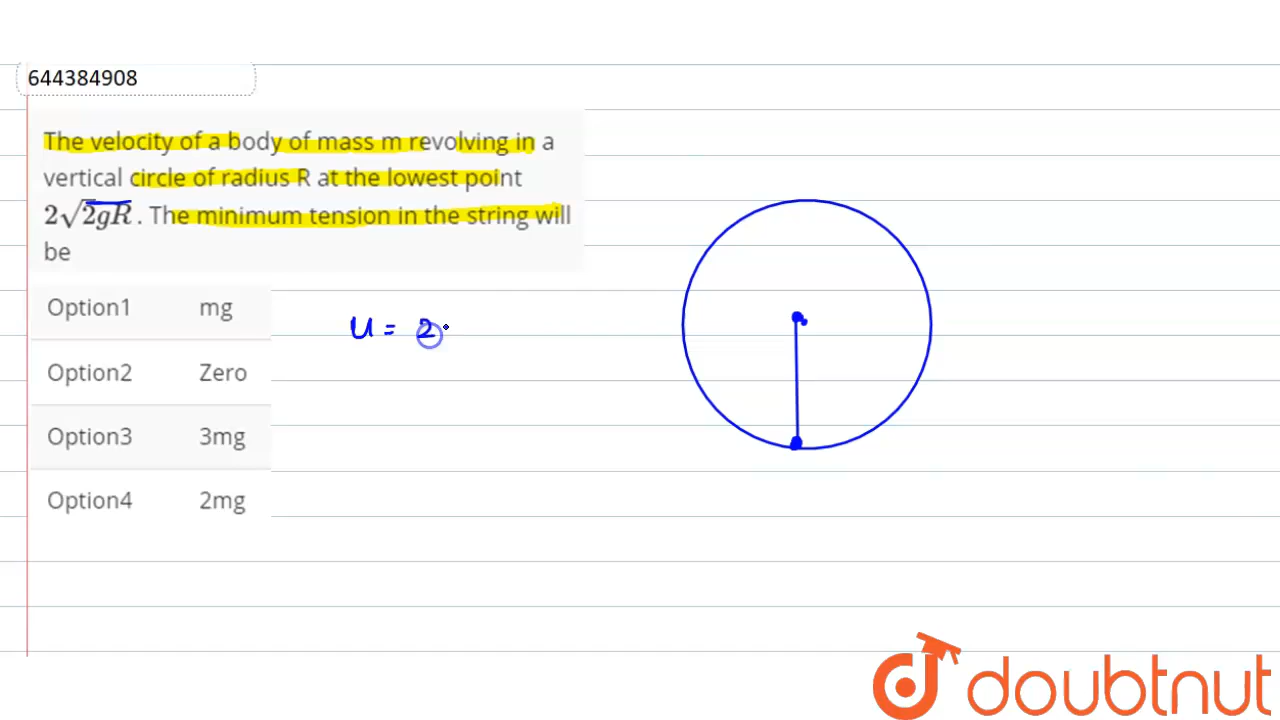 644384908
The velocity of a body of mass m revolving in a
vertical circle of radius R at the lowest point
2√2gR . The minimum tension in the string will
be
Option1 mg
Option2 Zero
Option3 3mg
Option4 2mg
U = 2
doubtnut